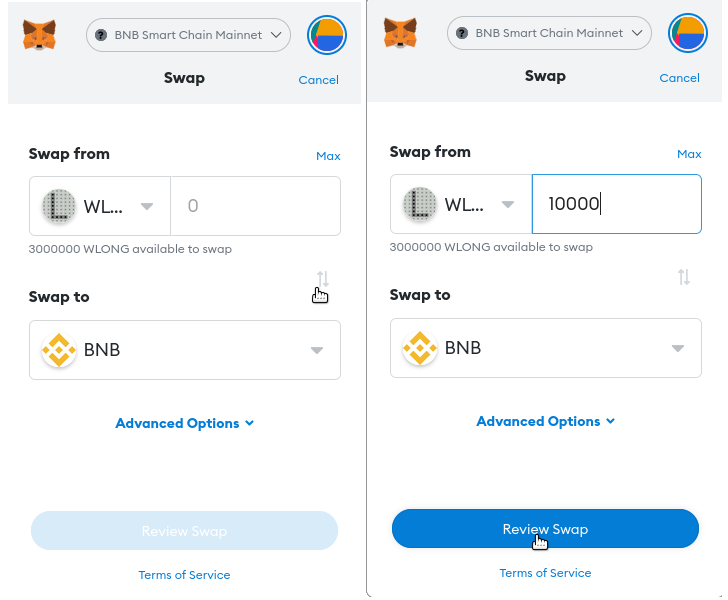 BNB Smart Chain Mainnet
Swap
Cancel
Swap from
Max
WL...
0
3000000 WLONG available to swap
Swap to
BNB
Advanced Options
Review Swap
Terms of Service
BNB Smart Chain Mainnet
Swap
Cancel
Swap from
Max
WL...
10000
3000000 WLONG available to swap
Swap to
BNB
Advanced Options
Review Swap
Terms of Service